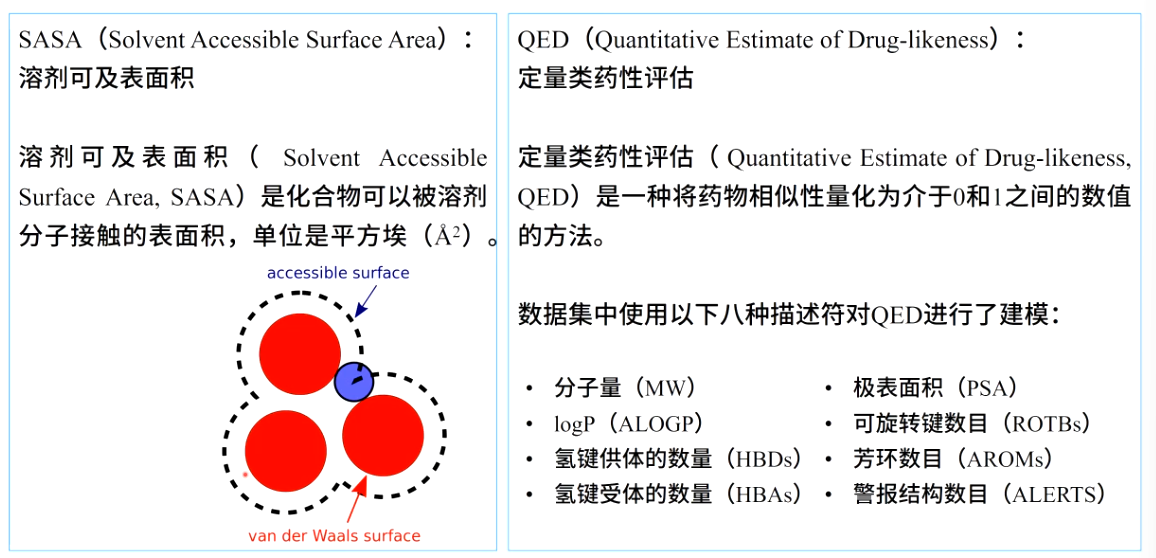 SASA（Solvent Accessible Surface Area）：
溶剂可及表面积
溶剂可及表面积（ Solvent Accessible
Surface Area, SASA）是化合物可以被溶剂
分子接触的表面积，单位是平方埃（Å²）。
accessible surface
van der Waals surface
QED（Quantitative Estimate of Drug-likeness）：
定量类药性评估
定量类药性评估（ Quantitative Estimate of Drug-likeness,
QED）是一种将药物相似性量化为介于0和1之间的数值
的方法。
数据集中使用以下八种描述符对QED进行了建模：
• 分子量（MW）
• logP（ALOGP）
• 氢键供体的数量（HBDs）
• 氢键受体的数量（HBAs）
• 极表面积（PSA）
• 可旋转键数目（ROTBs）
• 芳环数目（AROMs）
• 警报结构数目（ALERTS）